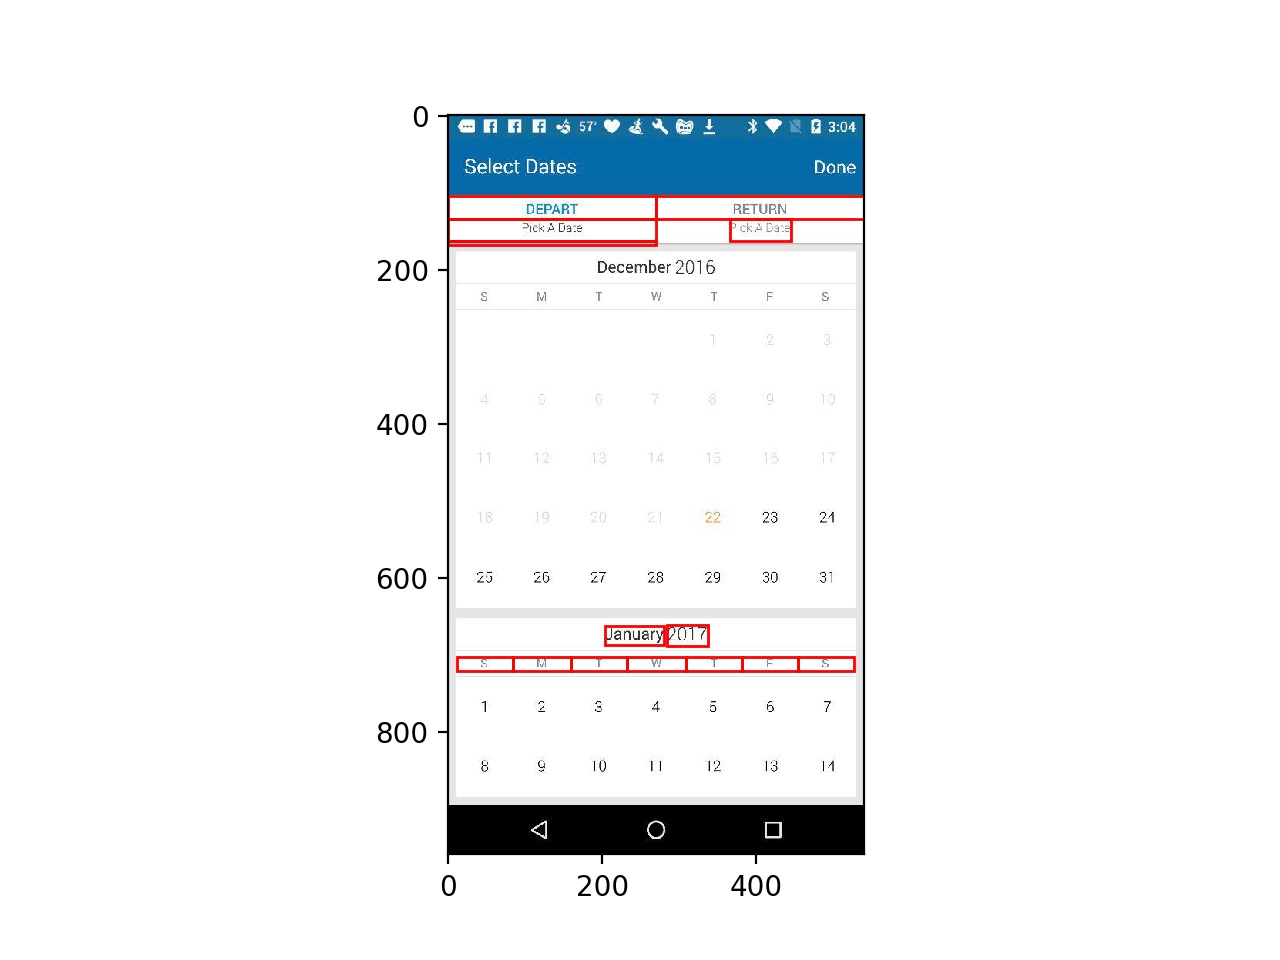 57° 3:04
Select Dates Done
DEPART RETURN
Pick A Date Pick A Date
December 2016
S M T W T F S
1 2 3
4 5 6 7 8 9 10
11 12 13 14 15 16 17
18 19 20 21 22 23 24
25 26 27 28 29 30 31
January 2017
S M T W T F S
1 2 3 4 5 6 7
8 9 10 11 12 13 14
0
200
400
600
800
0 200 400